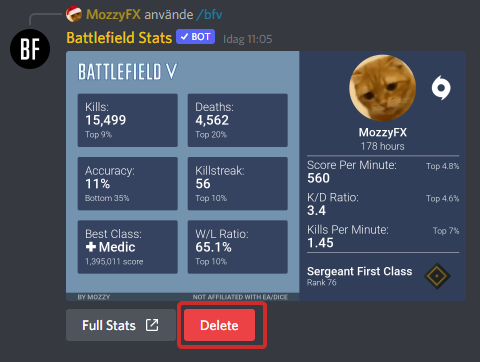 MozzyFX använde /bfv
BF
Battlefield Stats ✓ BOT Idag 11:05
BATTLEFIELD V
Kills:
15,499
Top 9%
Deaths:
4,562
Top 20%
Accuracy:
11%
Bottom 35%
Killstreak:
56
Top 10%
Best Class:
Medic
1,395,011 score
W/L Ratio:
65.1%
Top 10%
BY MOZZY
NOT AFFILIATED WITH EA/DICE
MozzyFX
178 hours
Score Per Minute: Top 4.8%
560
K/D Ratio: Top 4.6%
3.4
Kills Per Minute: Top 7%
1.45
Sergeant First Class
Rank 76
Full Stats
Delete